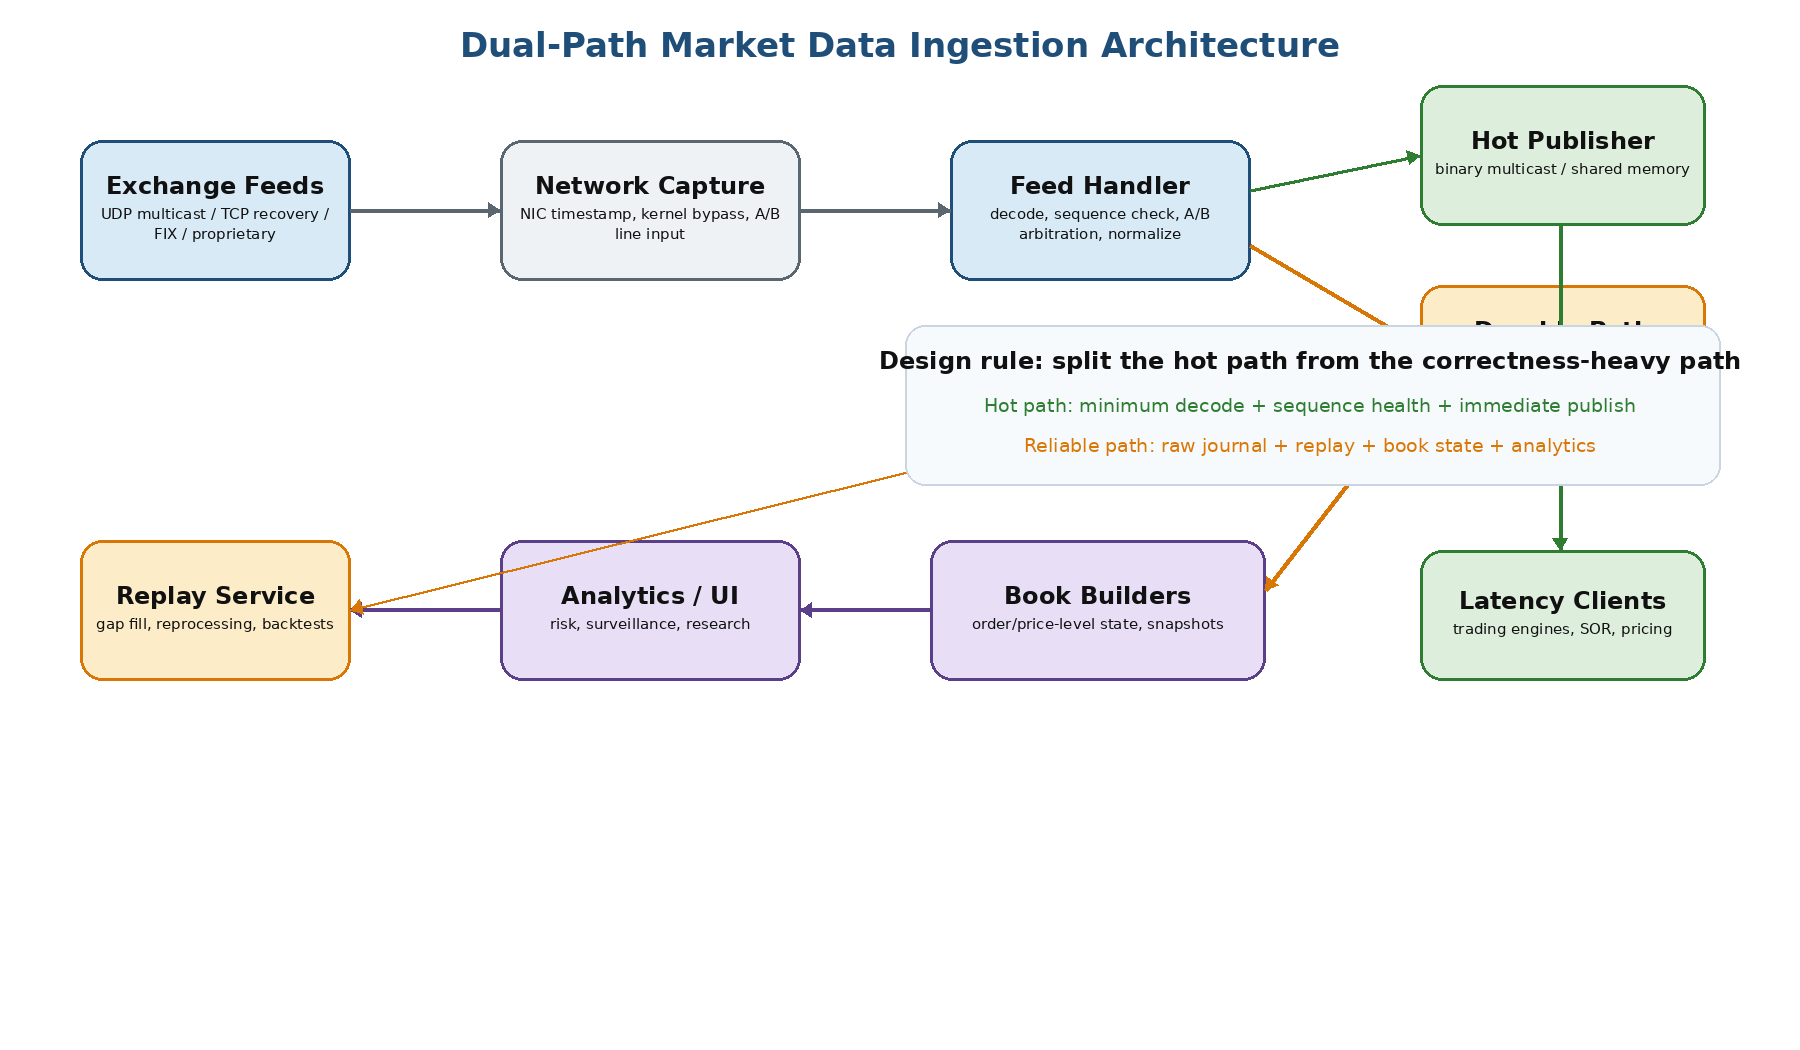 Dual-Path Market Data Ingestion Architecture
Hot Publisher
binary multicast / shared memory
Exchange Feeds
UDP multicast / TCP recovery /
FIX / proprietary
Network Capture
NIC timestamp, kernel bypass, A/B
line input
Feed Handler
decode, sequence check, A/B
arbitration, normalize
Design rule: split the hot path from the correctness-heavy path
Hot path: minimum decode + sequence health + immediate publish
Reliable path: raw journal + replay + book state + analytics
Replay Service
gap fill, reprocessing, backtests
Analytics / UI
risk, surveillance, research
Book Builders
order/price-level state, snapshots
Latency Clients
trading engines, SOR, pricing